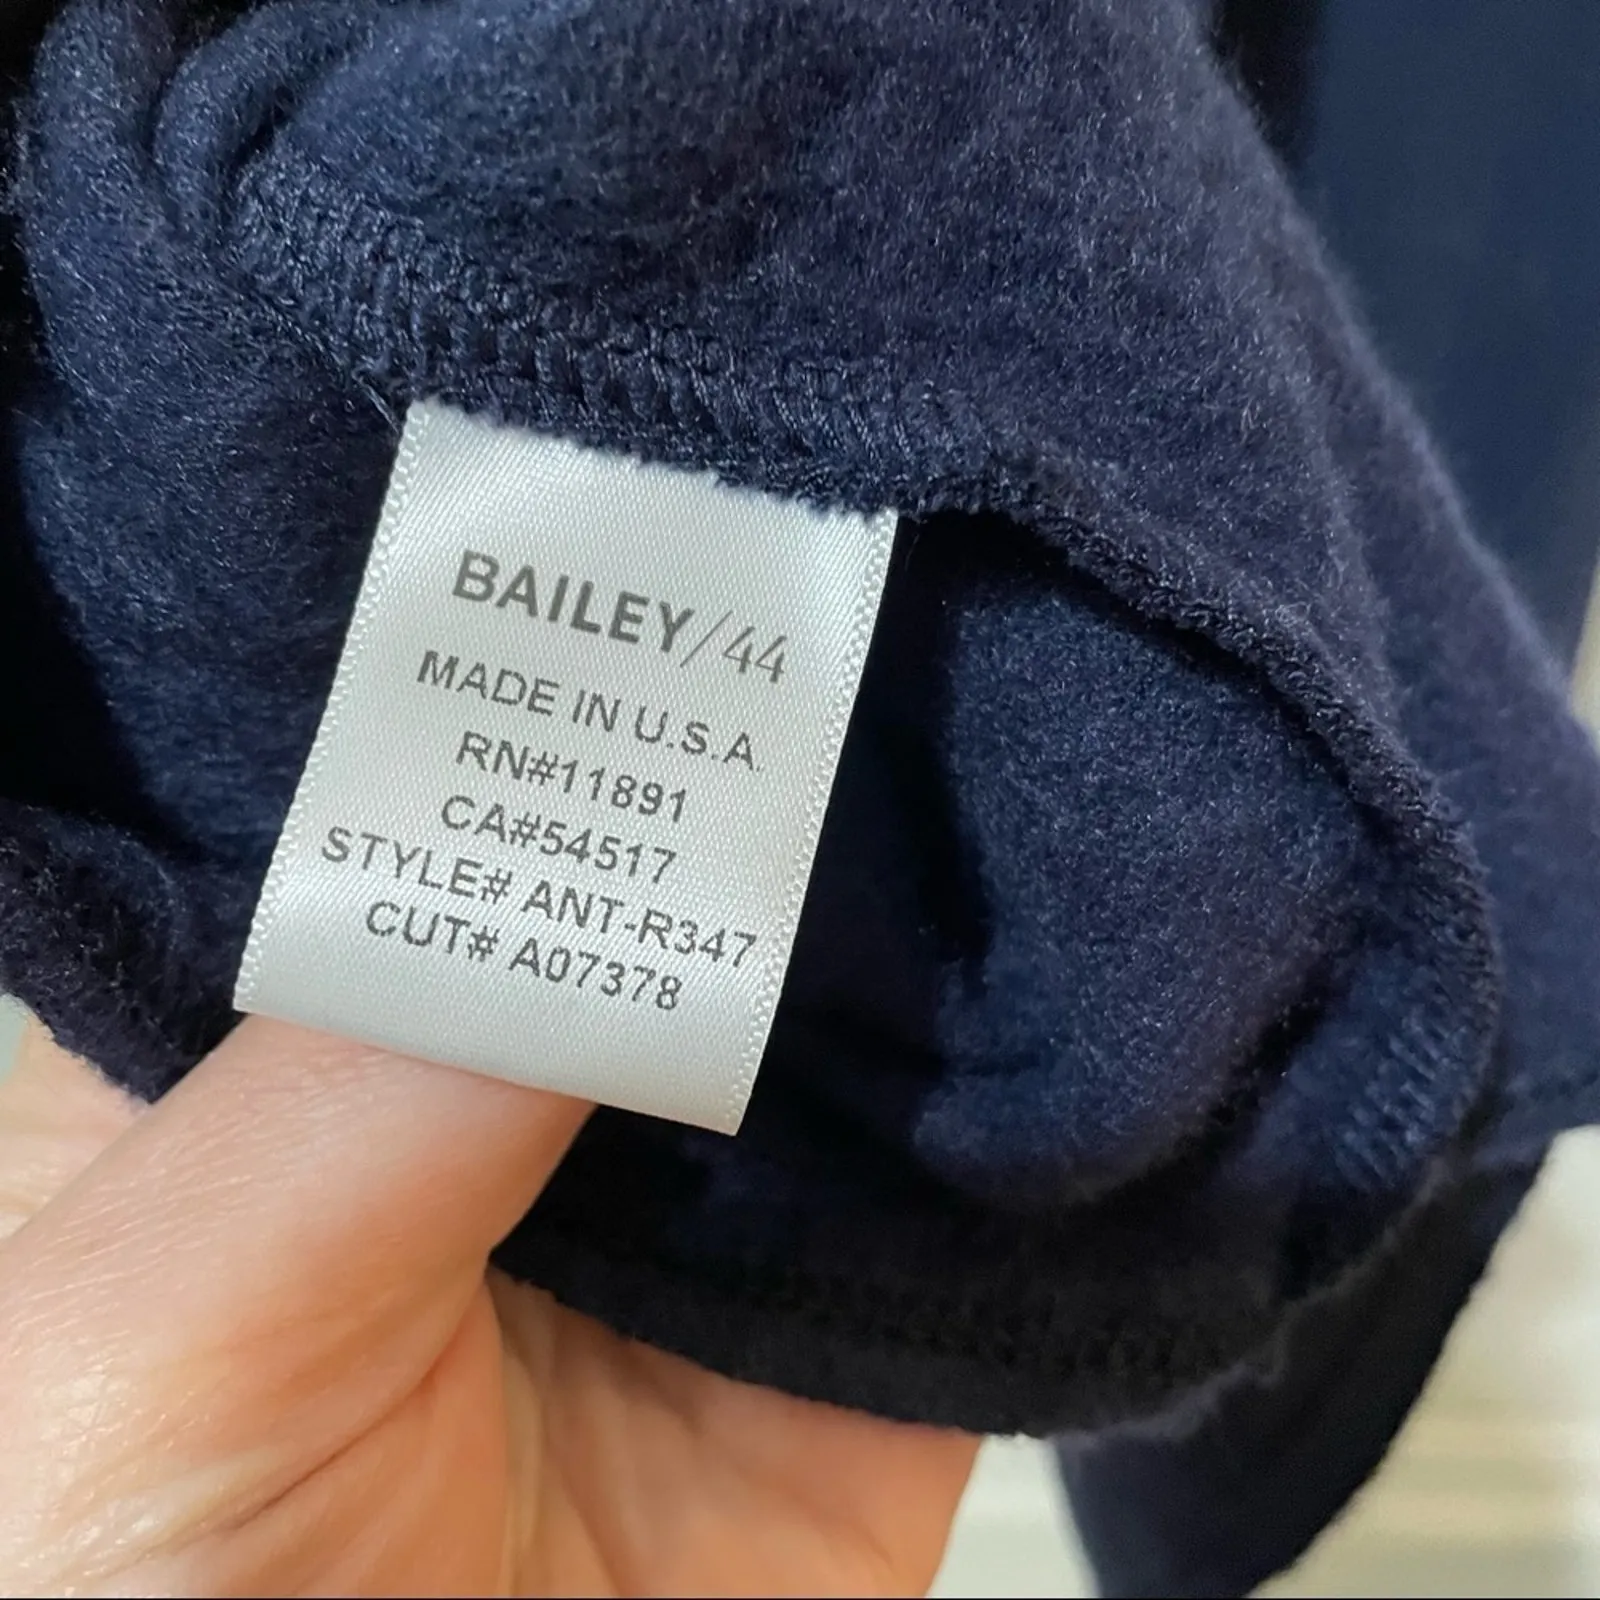 BAILEY/44
MADE IN U.S.A.
RN#11891
CA#54517
STYLE# ANT-R347
CUT# A07378